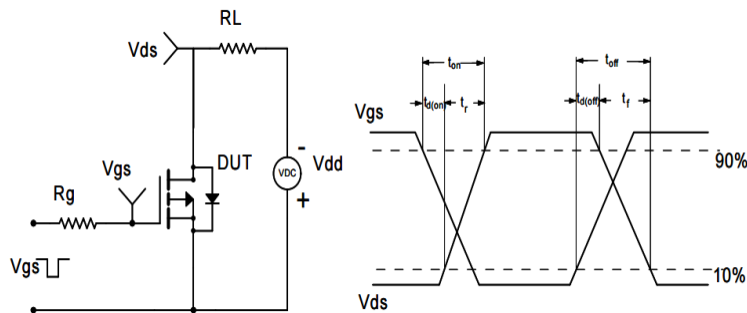 RL
Vds
-
Vgs
DUT
VDC
Vdd
Rg
+
Vgs
ton
toff
td(on)
tr
td(off)
tf
Vgs
90%
10%
Vds